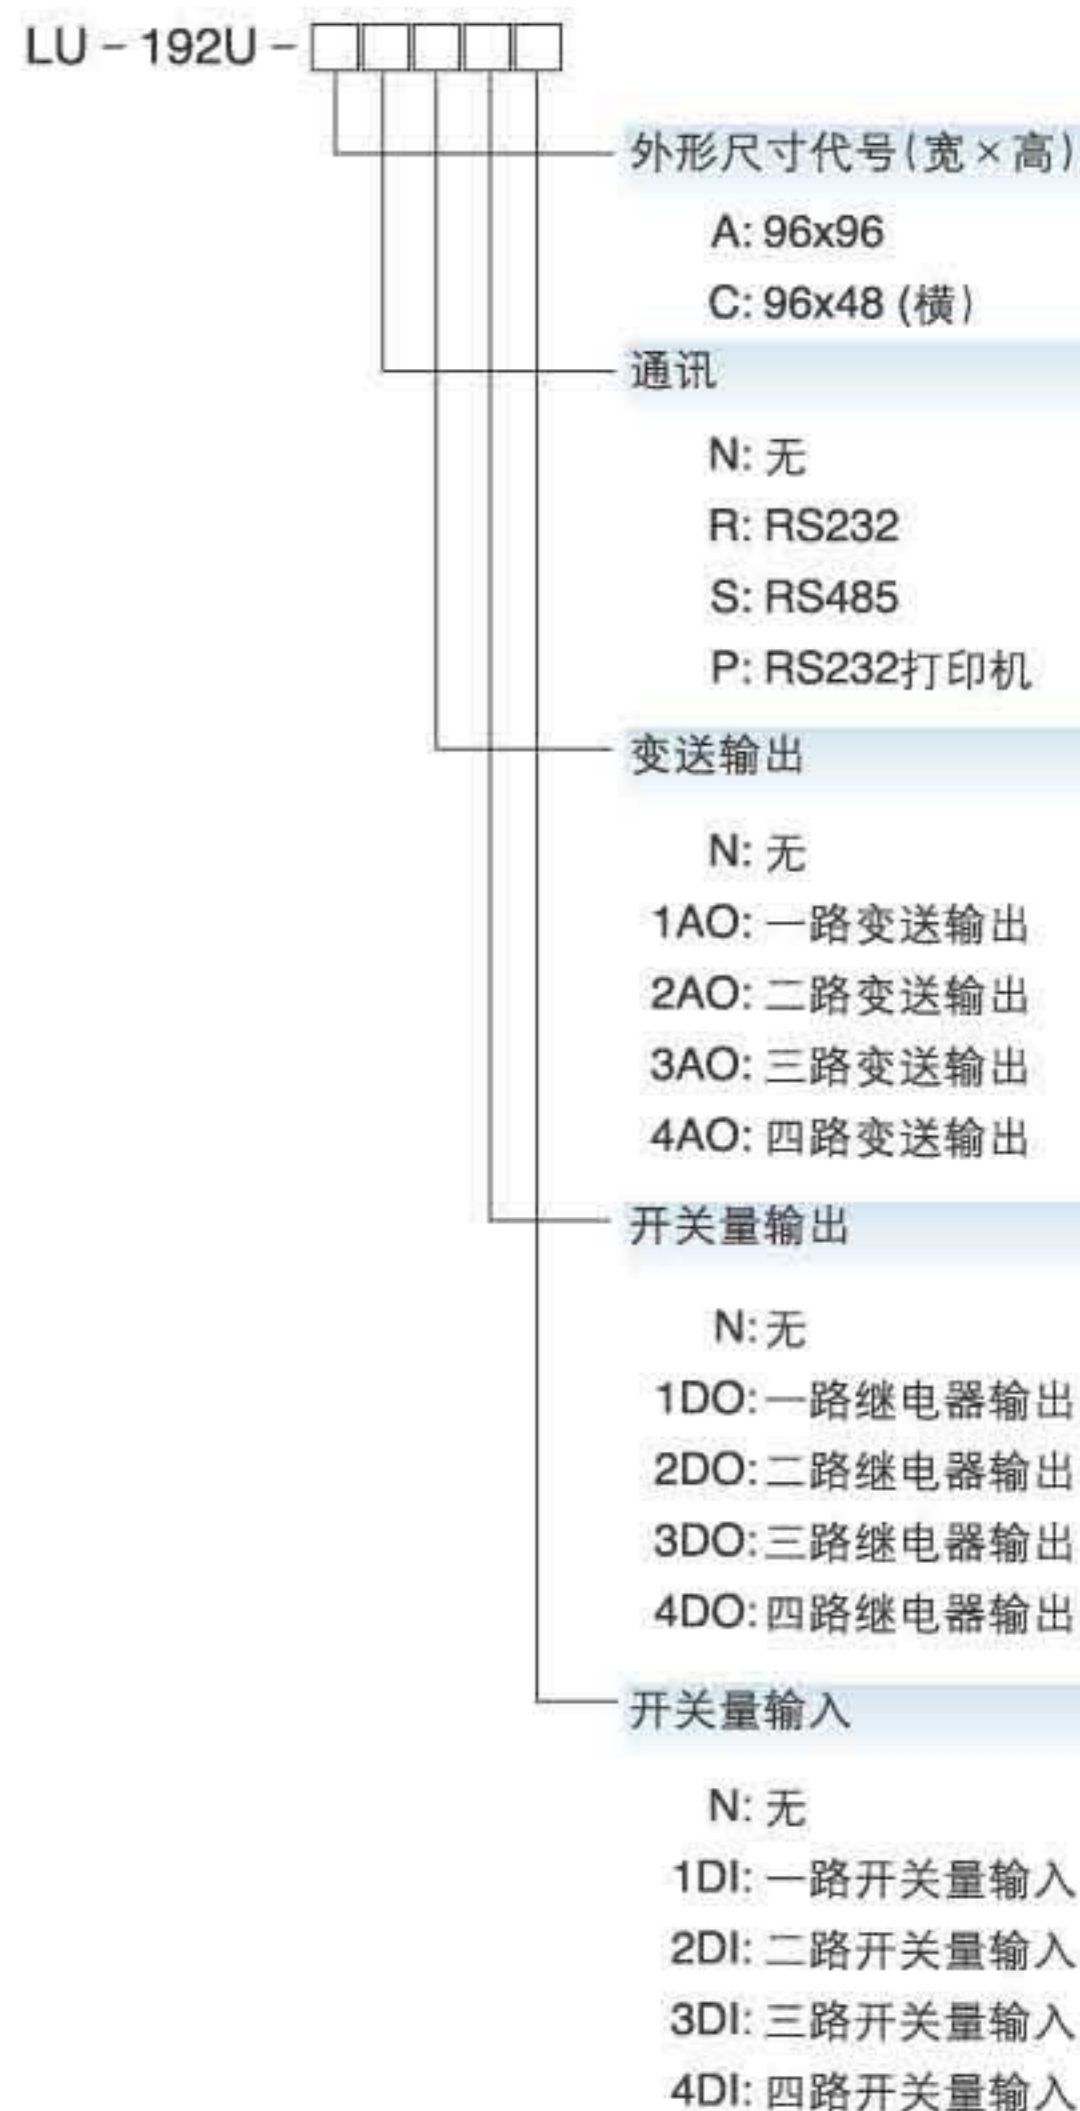 LU-192U-
外形尺寸代号(宽×高)
A: 96x96
C: 96x48 (横)
通讯
N: 无
R: RS232
S: RS485
P: RS232打印机
变送输出
N: 无
1AO: 一路变送输出
2AO: 二路变送输出
3AO: 三路变送输出
4AO: 四路变送输出
开关量输出
N: 无
1DO: 一路继电器输出
2DO: 二路继电器输出
3DO: 三路继电器输出
4DO: 四路继电器输出
开关量输入
N: 无
1DI: 一路开关量输入
2DI: 二路开关量输入
3DI: 三路开关量输入
4DI: 四路开关量输入